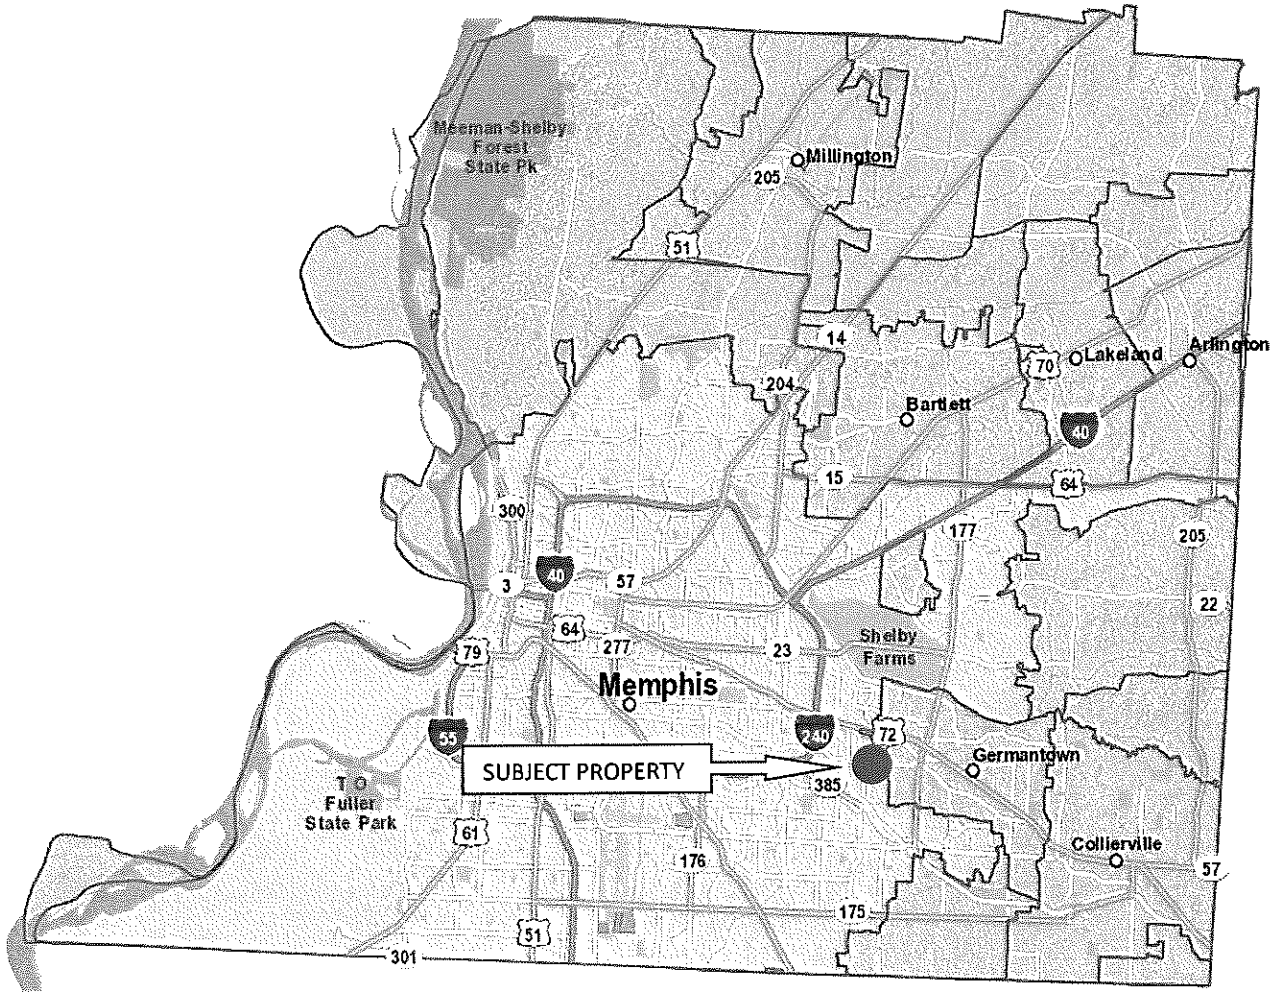 Meeman-Shelby
Forest
State Pk
Millington
205
51
14
Arlington
70
Lakeland
204
Bartlett
40
15
64
300
177
205
40
57
3
22
64
Shelby
Farms
79
277
23
Memphis
55
240
72
SUBJECT PROPERTY
Germantown
385
T O
Fuller
State Park
61
Collierville
176
57
175
51
301